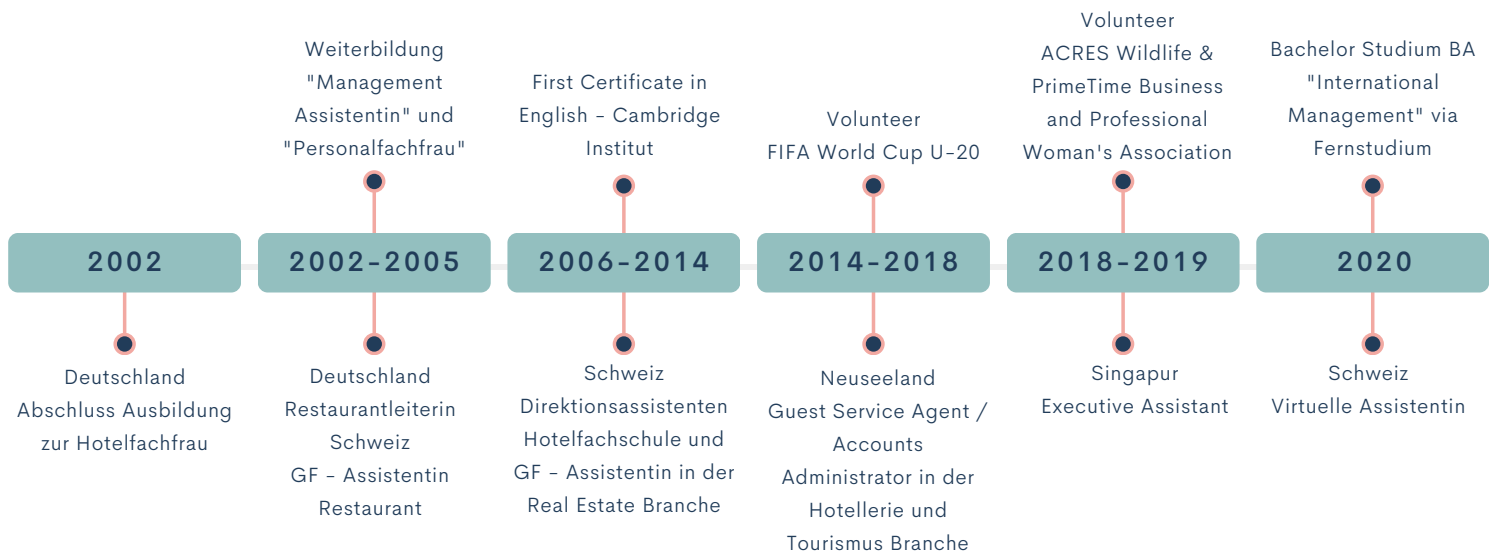 2002
Deutschland
Abschluss Ausbildung
zur Hotelfachfrau
Weiterbildung
"Management
Assistentin" und
"Personalfachfrau"
2002-2005
Deutschland
Restaurantleiterin
Schweiz
GF - Assistentin
Restaurant
First Certificate in
English - Cambridge
Institut
2006-2014
Schweiz
Direktionsassistenten
Hotelfachschule und
GF - Assistentin in der
Real Estate Branche
Volunteer
FIFA World Cup U-20
2014-2018
Neuseeland
Guest Service Agent /
Accounts
Administrator in der
Hotellerie und
Tourismus Branche
Volunteer
ACRES Wildlife &
PrimeTime Business
and Professional
Woman's Association
2018-2019
Singapur
Executive Assistant
Bachelor Studium BA
"International
Management" via
Fernstudium
2020
Schweiz
Virtuelle Assistentin